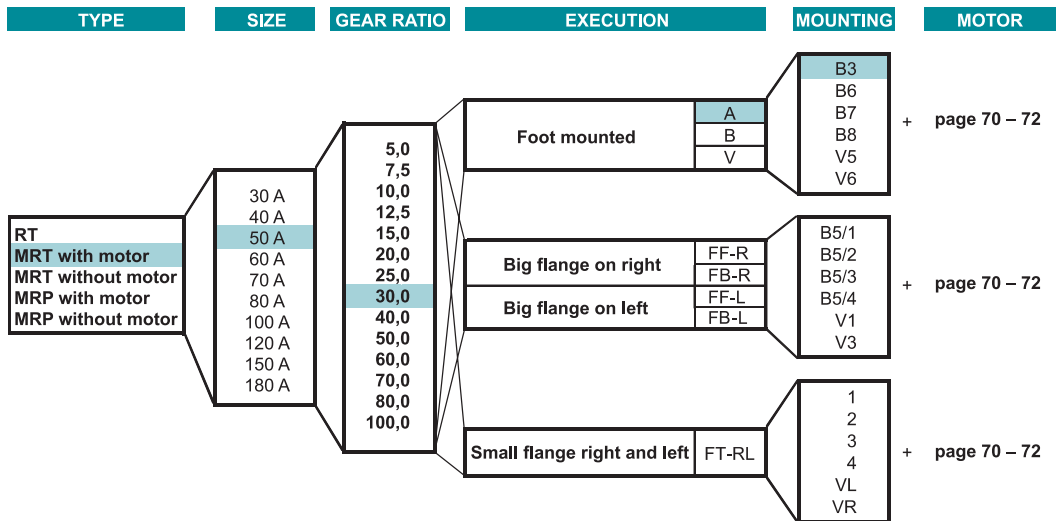 TYPE
SIZE
GEAR RATIO
EXECUTION
MOUNTING
MOTOR
RT
MRT with motor
MRT without motor
MRP with motor
MRP without motor
30 A
40 A
50 A
60 A
70 A
80 A
100 A
120 A
150 A
180 A
5,0
7,5
10,0
12,5
15,0
20,0
25,0
30,0
40,0
50,0
60,0
70,0
80,0
100,0
Foot mounted
A
B
V
B3
B6
B7
B8
V5
V6
+ page 70 – 72
Big flange on right
FF-R
FB-R
Big flange on left
FF-L
FB-L
B5/1
B5/2
B5/3
B5/4
V1
V3
+ page 70 – 72
Small flange right and left
FT-RL
1
2
3
4
VL
VR
+ page 70 – 72